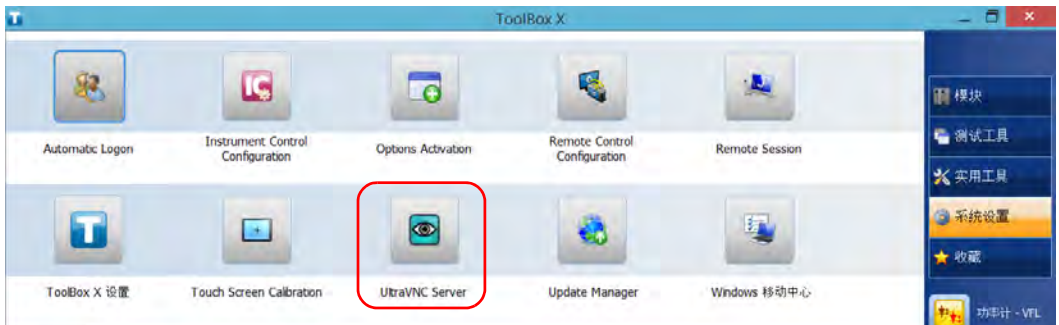 ToolBox X
Automatic Logon
Instrument Control
Configuration
Options Activation
Remote Control
Configuration
Remote Session
ToolBox X 设置
Touch Screen Calibration
UltraVNC Server
Update Manager
Windows 移动中心
模块
测试工具
实用工具
系统设置
收藏
功率计 - VFL